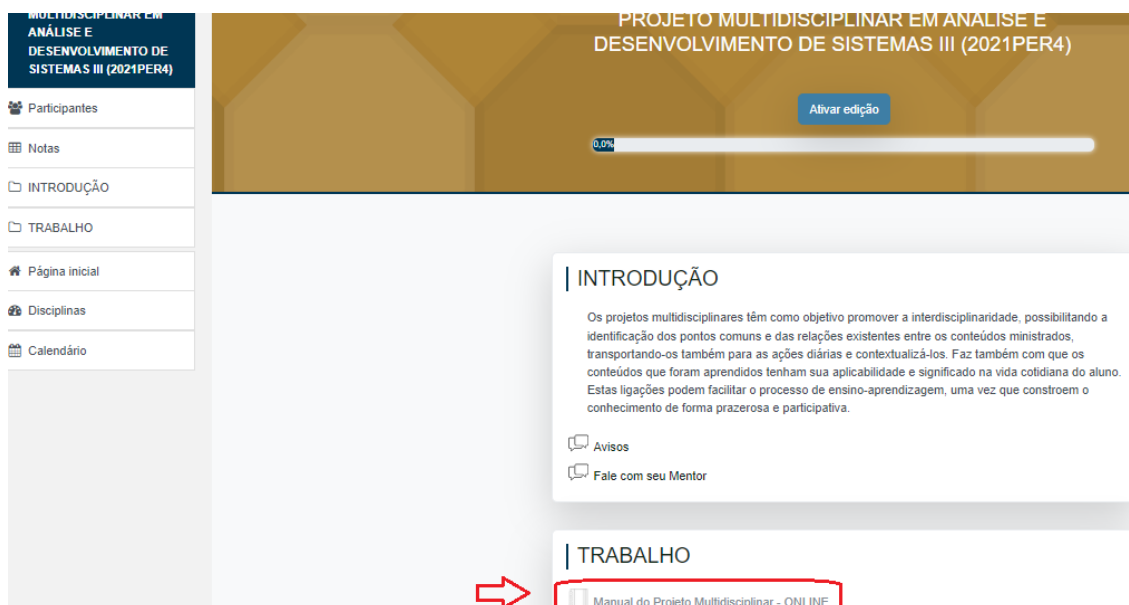 MULTIDISCIPLINAR EM
ANÁLISE E
DESENVOLVIMENTO DE
SISTEMAS III (2021PER4)
Participantes
Notas
INTRODUÇÃO
TRABALHO
Página inicial
Disciplinas
Calendário
PROJETO MULTIDISCIPLINAR EM ANÁLISE E
DESENVOLVIMENTO DE SISTEMAS III (2021PER4)
Ativar edição
0,0%
INTRODUÇÃO
Os projetos multidisciplinares têm como objetivo promover a interdisciplinaridade, possibilitando a
identificação dos pontos comuns e das relações existentes entre os conteúdos ministrados,
transportando-os também para as ações diárias e contextualizá-los. Faz também com que os
conteúdos que foram aprendidos tenham sua aplicabilidade e significado na vida cotidiana do aluno.
Estas ligações podem facilitar o processo de ensino-aprendizagem, uma vez que constroem o
conhecimento de forma prazerosa e participativa.
Avisos
Fale com seu Mentor
TRABALHO
Manual do Projeto Multidisciplinar - ONLINE